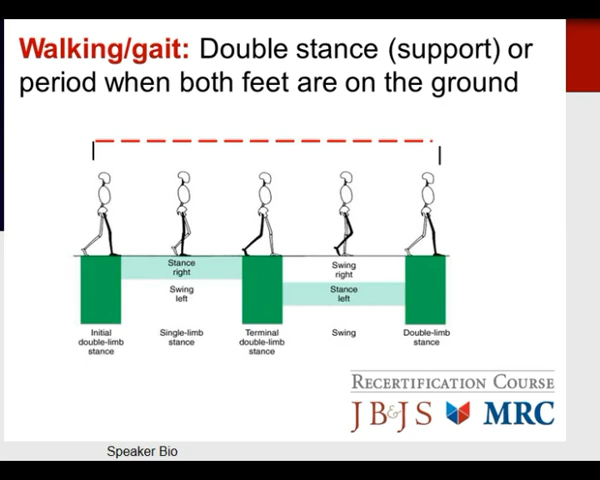 Walking/gait: Double stance (support) or
period when both feet are on the ground
Stance
right
Swing
left
Swing
right
Stance
left
Initial
double-limb
stance
Single-limb
stance
Terminal
double-limb
stance
Swing
Double-limb
stance
RECERTIFICATION COURSE
JB&JS MRC
Speaker Bio